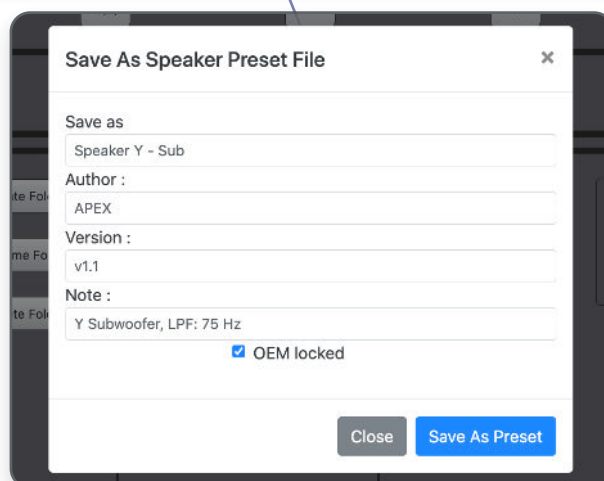 Save As Speaker Preset File ×
Save as
Speaker Y - Sub
Author :
APEX
Version :
v1.1
Note :
Y Subwoofer, LPF: 75 Hz
OEM locked
Close Save As Preset